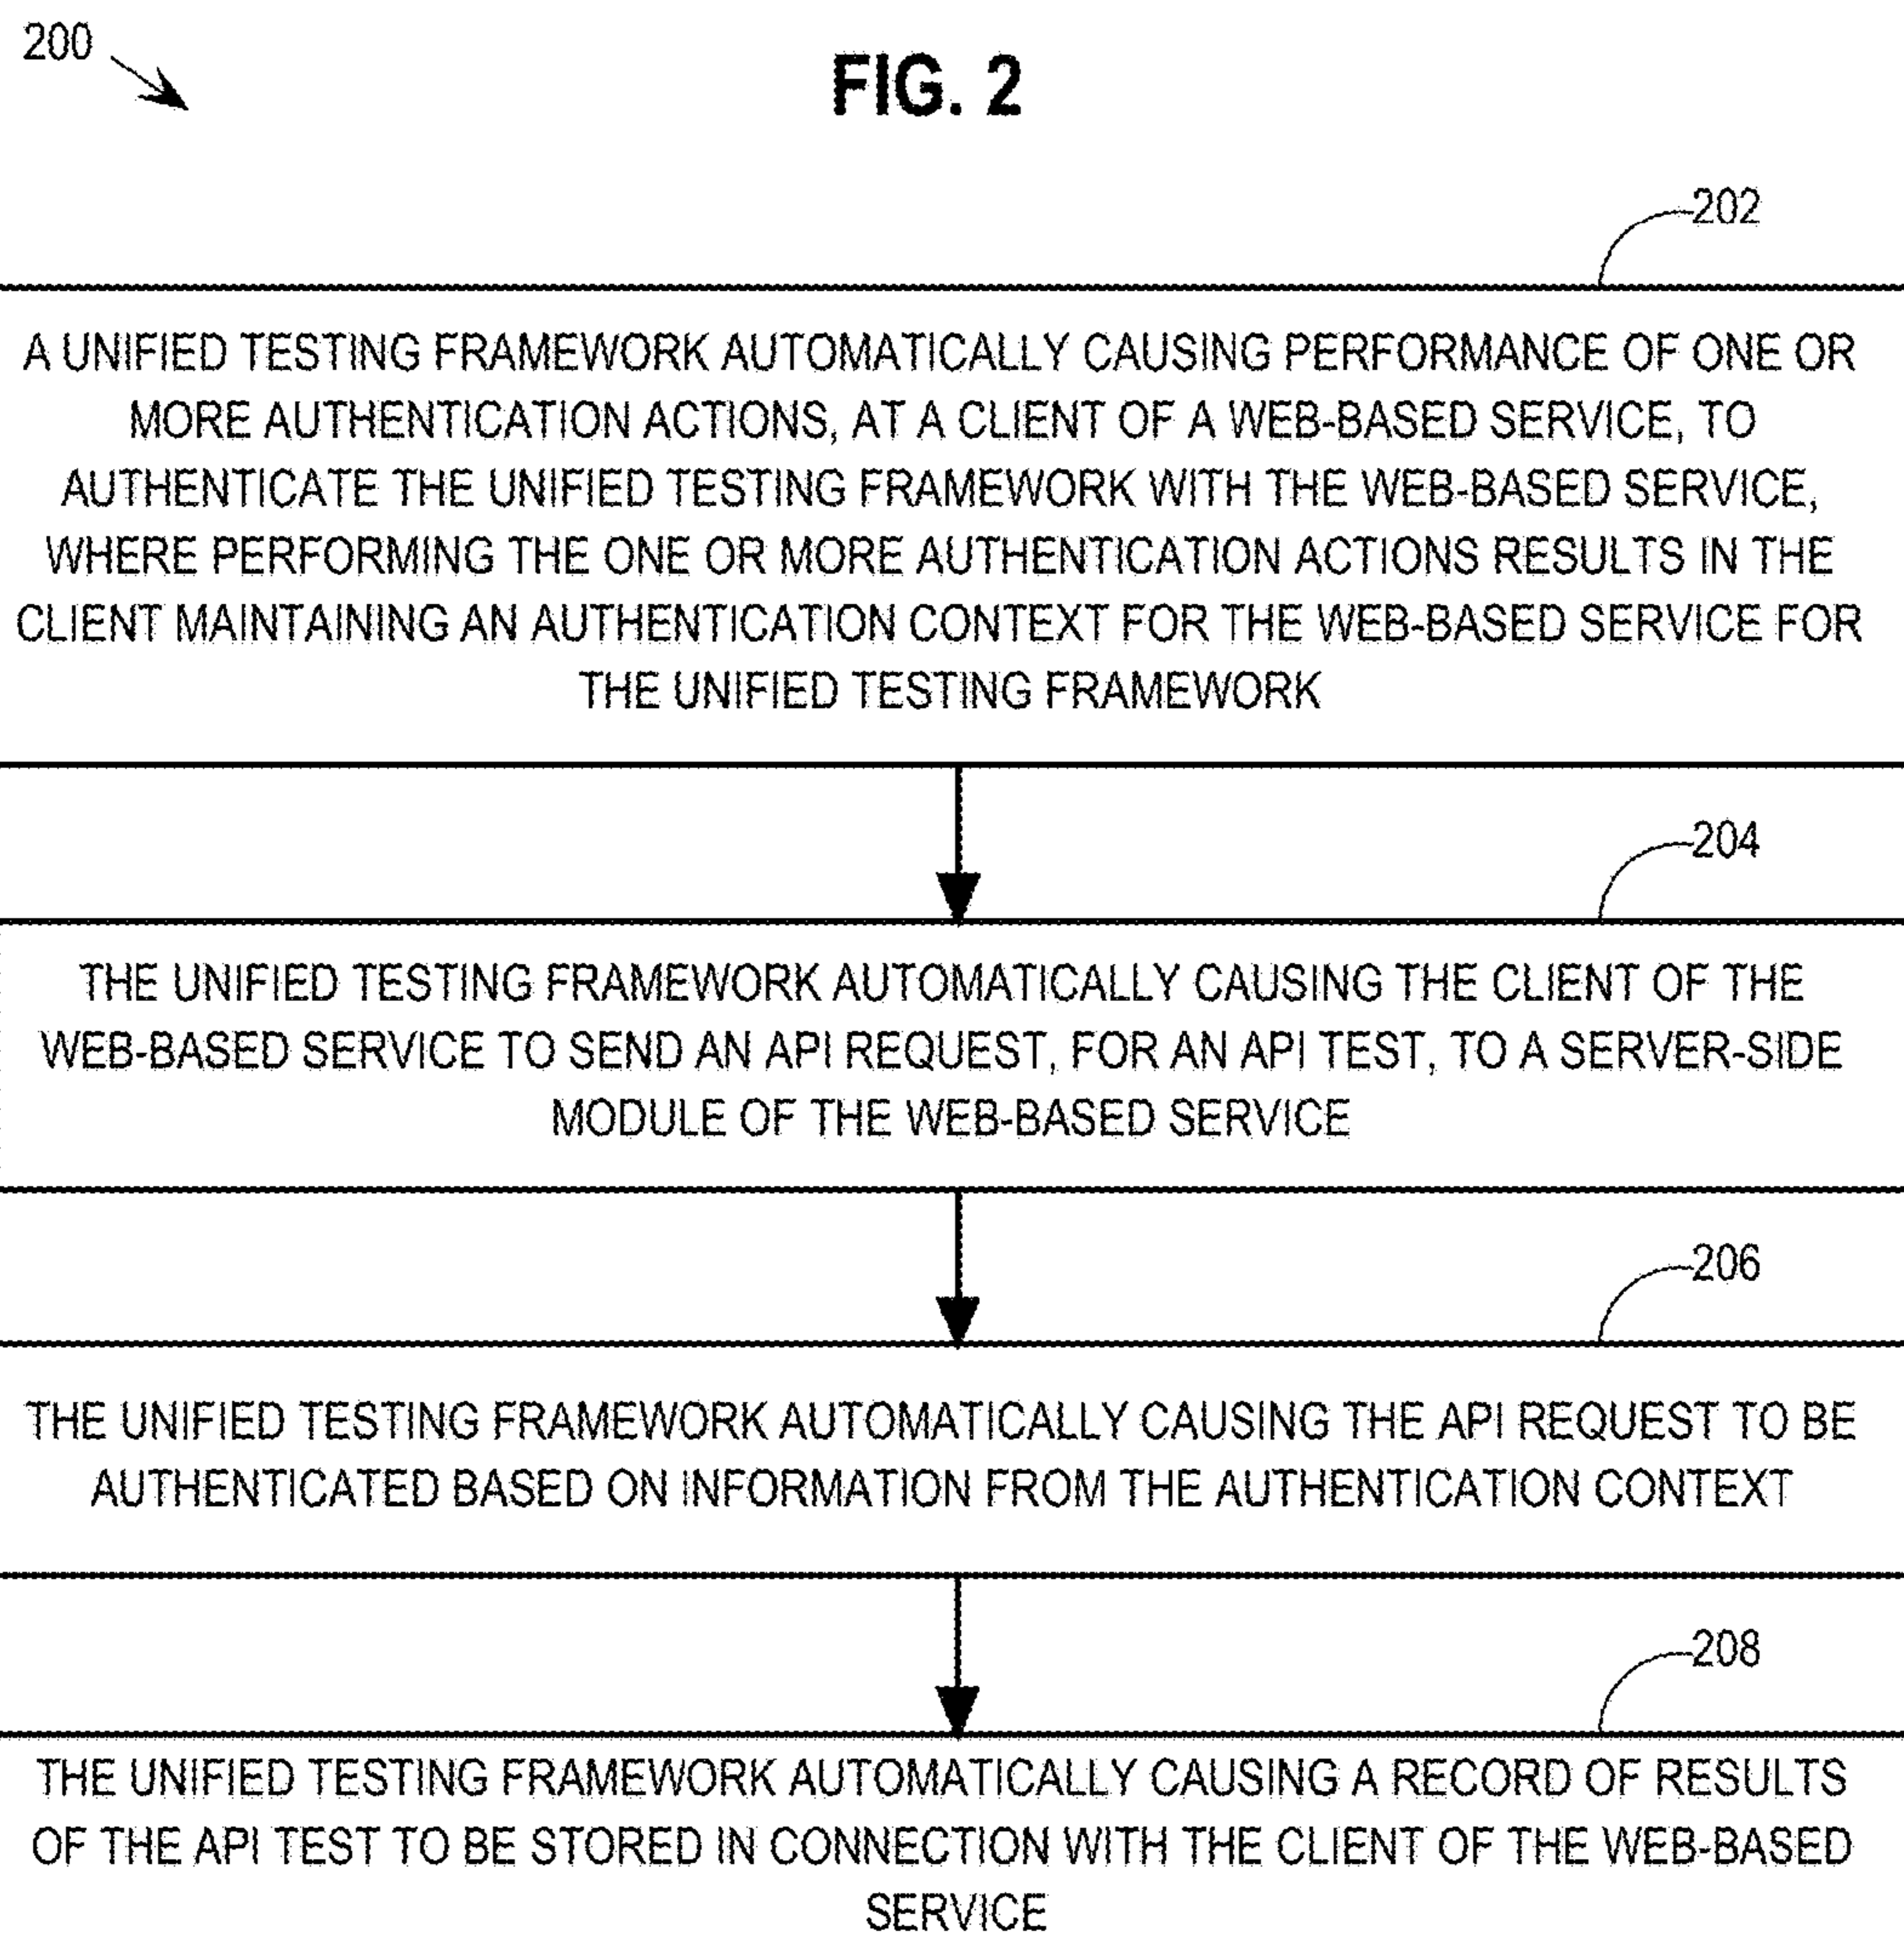 200
FIG. 2
202
A UNIFIED TESTING FRAMEWORK AUTOMATICALLY CAUSING PERFORMANCE OF ONE OR
MORE AUTHENTICATION ACTIONS, AT A CLIENT OF A WEB-BASED SERVICE, TO
AUTHENTICATE THE UNIFIED TESTING FRAMEWORK WITH THE WEB-BASED SERVICE,
WHERE PERFORMING THE ONE OR MORE AUTHENTICATION ACTIONS RESULTS IN THE
CLIENT MAINTAINING AN AUTHENTICATION CONTEXT FOR THE WEB-BASED SERVICE FOR
THE UNIFIED TESTING FRAMEWORK
204
THE UNIFIED TESTING FRAMEWORK AUTOMATICALLY CAUSING THE CLIENT OF THE
WEB-BASED SERVICE TO SEND AN API REQUEST, FOR AN API TEST, TO A SERVER-SIDE
MODULE OF THE WEB-BASED SERVICE
206
THE UNIFIED TESTING FRAMEWORK AUTOMATICALLY CAUSING THE API REQUEST TO BE
AUTHENTICATED BASED ON INFORMATION FROM THE AUTHENTICATION CONTEXT
208
THE UNIFIED TESTING FRAMEWORK AUTOMATICALLY CAUSING A RECORD OF RESULTS
OF THE API TEST TO BE STORED IN CONNECTION WITH THE CLIENT OF THE WEB-BASED
SERVICE